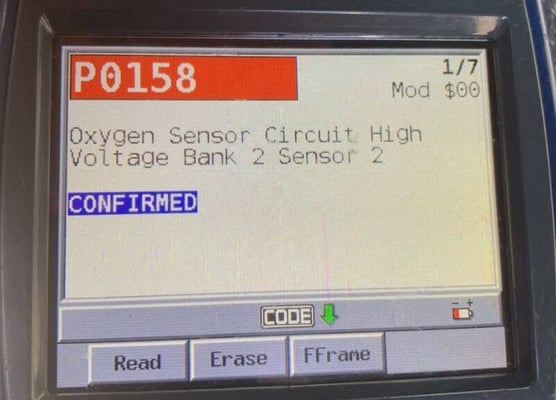 P0158
1/7
Mod $00
Oxygen Sensor Circuit High
Voltage Bank 2 Sensor 2
CONFIRMED
CODE
- +
Read
Erase
FFrame